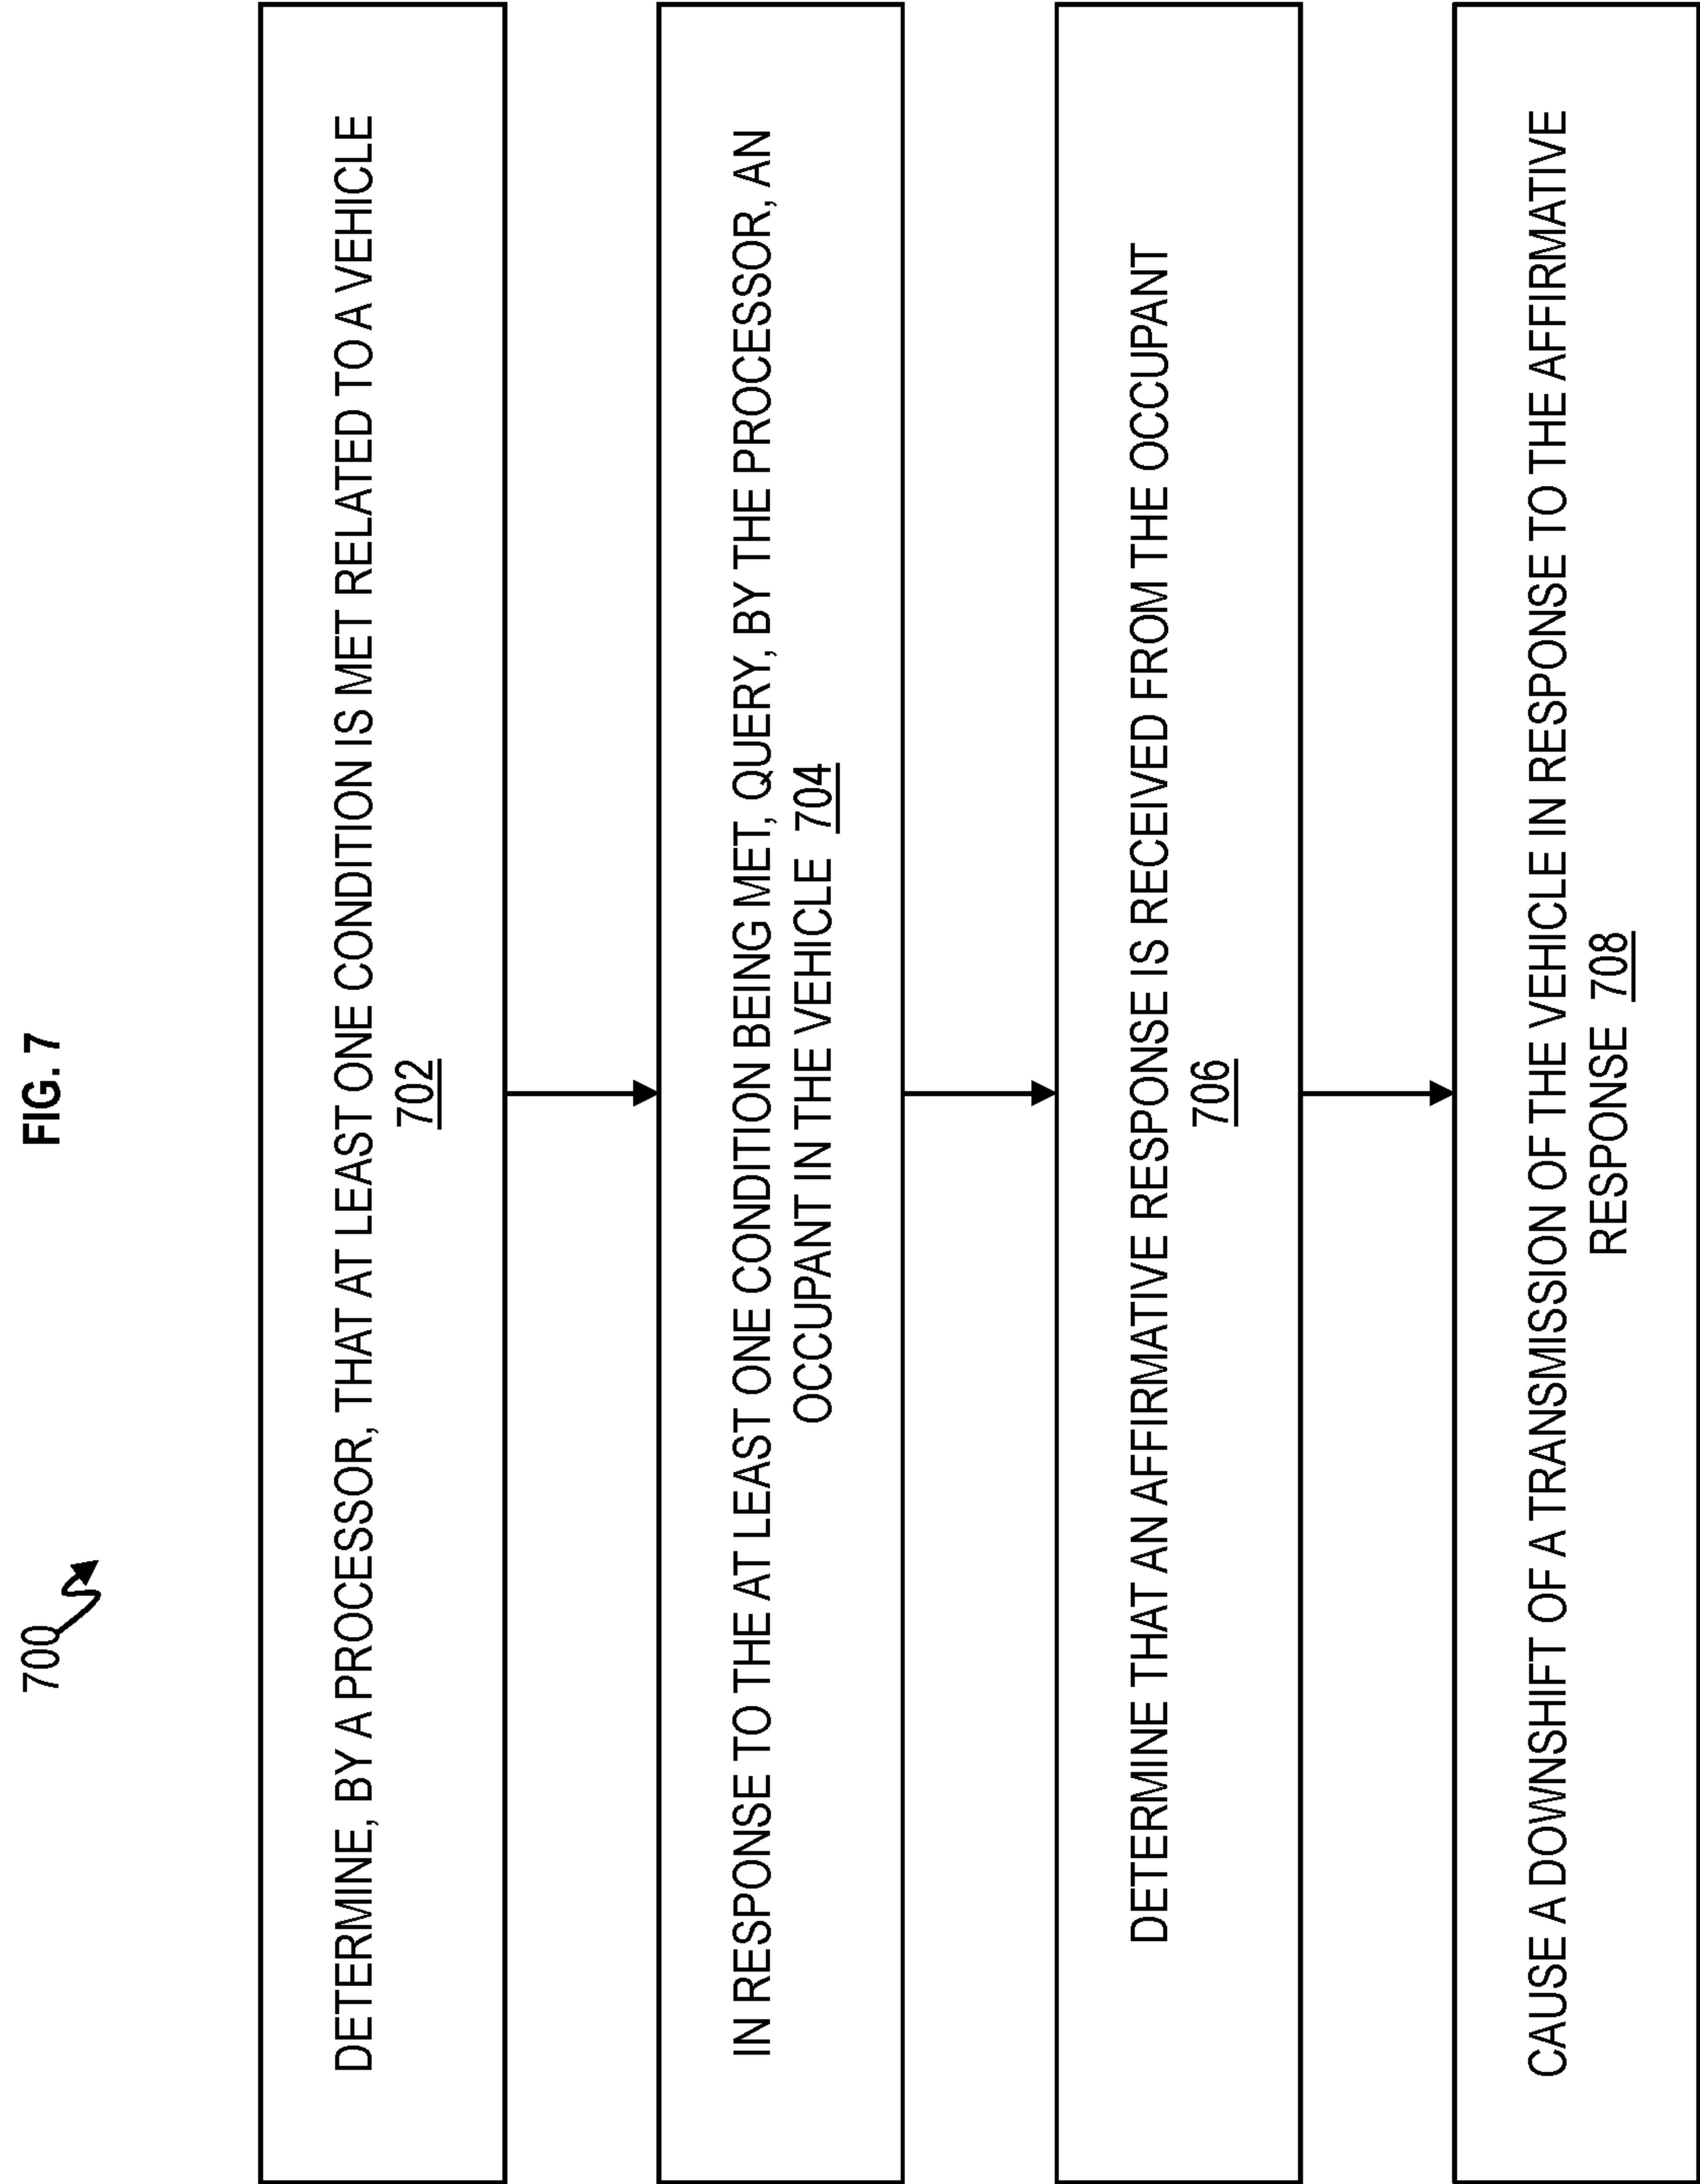 700
FIG. 7
DETERMINE, BY A PROCESSOR, THAT AT LEAST ONE CONDITION IS MET RELATED TO A VEHICLE
702
IN RESPONSE TO THE AT LEAST ONE CONDITION BEING MET, QUERY, BY THE PROCESSOR, AN
OCCUPANT IN THE VEHICLE 704
DETERMINE THAT AN AFFIRMATIVE RESPONSE IS RECEIVED FROM THE OCCUPANT
706
CAUSE A DOWNSHIFT OF A TRANSMISSION OF THE VEHICLE IN RESPONSE TO THE AFFIRMATIVE
RESPONSE 708